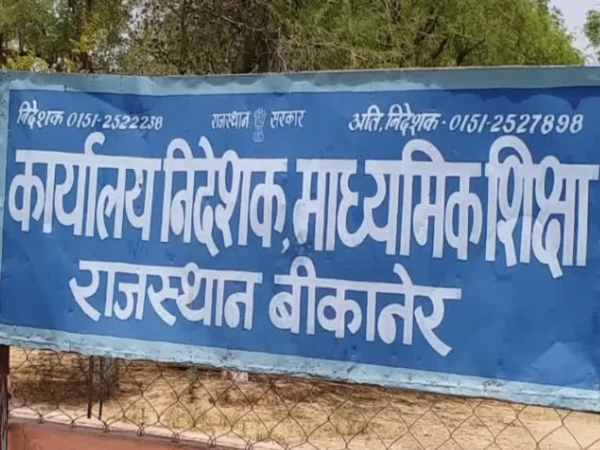 निदेशक 0151-2522238 राजस्थान सरकार अति. निदेशक - 0151-2527898
कार्यालय निदेशक, माध्यमिक शिक्षा
राजस्थान बीकानेर